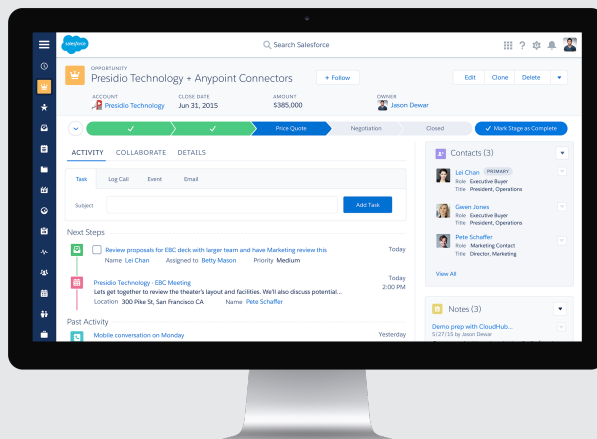 salesforce
Search Salesforce
?
OPPORTUNITY
Presidio Technology + Anypoint Connectors
+ Follow
Edit
Clone
Delete
ACCOUNT
CLOSE DATE
AMOUNT
OWNER
Presidio Technology
Jun 31, 2015
$385,000
Jason Dewar
Price Quote
Negotiation
Closed
✓ Mark Stage as Complete
ACTIVITY
COLLABORATE
DETAILS
Task
Log Call
Event
Email
Subject
Add Task
Next Steps
Review proposals for EBC deck with larger team and have Marketing review this
Today
Name Lei Chan Assigned to Betty Mason Priority Medium
Presidio Technology - EBC Meeting
Today
2:00 PM
Lets get together to review the theater's layout and facilities. We'll also discuss potential...
Location 300 Pike St, San Francisco CA Name Pete Schaffer
Past Activity
Mobile conversation on Monday
Yesterday
Contacts (3)
Lei Chan PRIMARY
Role Executive Buyer
Title President, Operations
Gwen Jones
Role Executive Buyer
Title President, Operations
Pete Schaffer
Role Marketing Contact
Title Director, Marketing
View All
Notes (3)
Demo prep with CloudHub...
5/27/15 by Jason Dewar